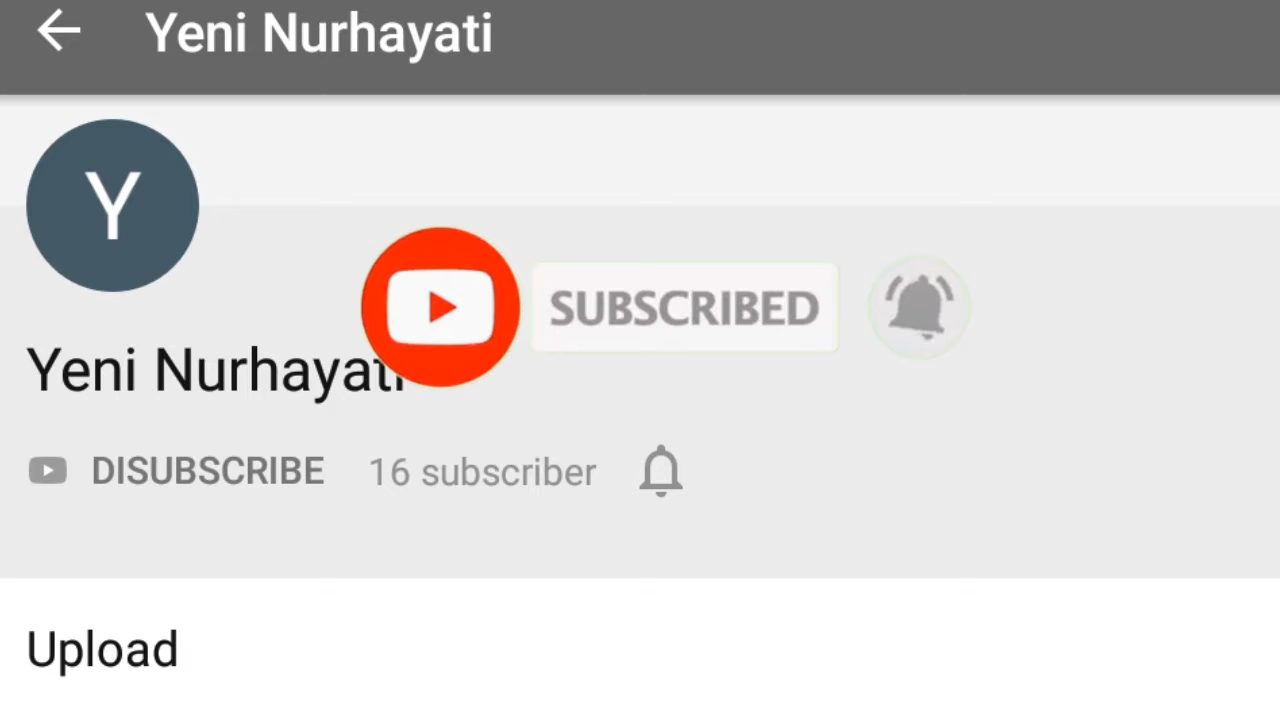 Yeni Nurhayati
Y
SUBSCRIBED
Yeni Nurhayati
DISUBSCRIBE 16 subscriber
Upload